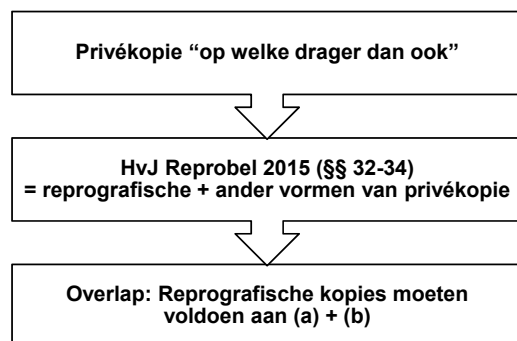 Privékopie “op welke drager dan ook”
HvJ Reprobel 2015 (§§ 32-34)
= reprografische + ander vormen van privékopie
Overlap: Reprografische kopies moeten
voldoen aan (a) + (b)